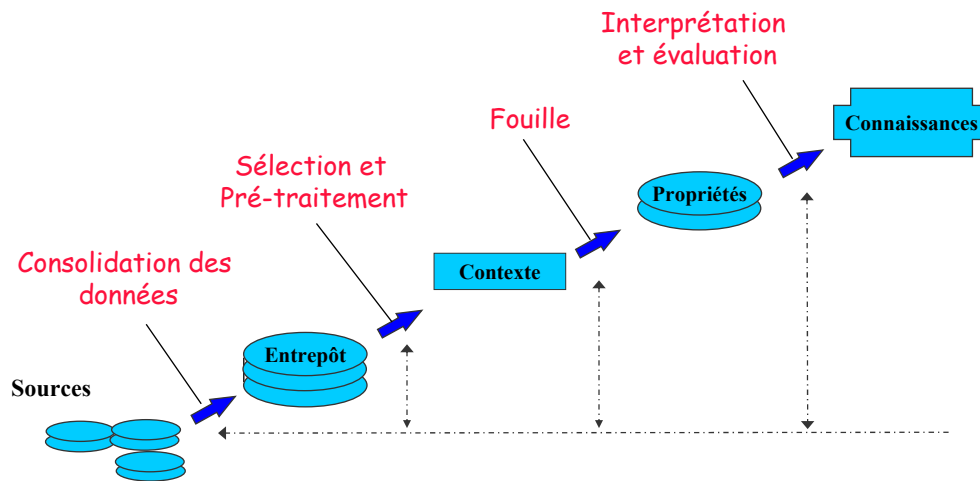 Interprétation
et évaluation
Connaissances
Fouille
Sélection et
Pré-traitement
Propriétés
Consolidation des
données
Contexte
Entrepôt
Sources